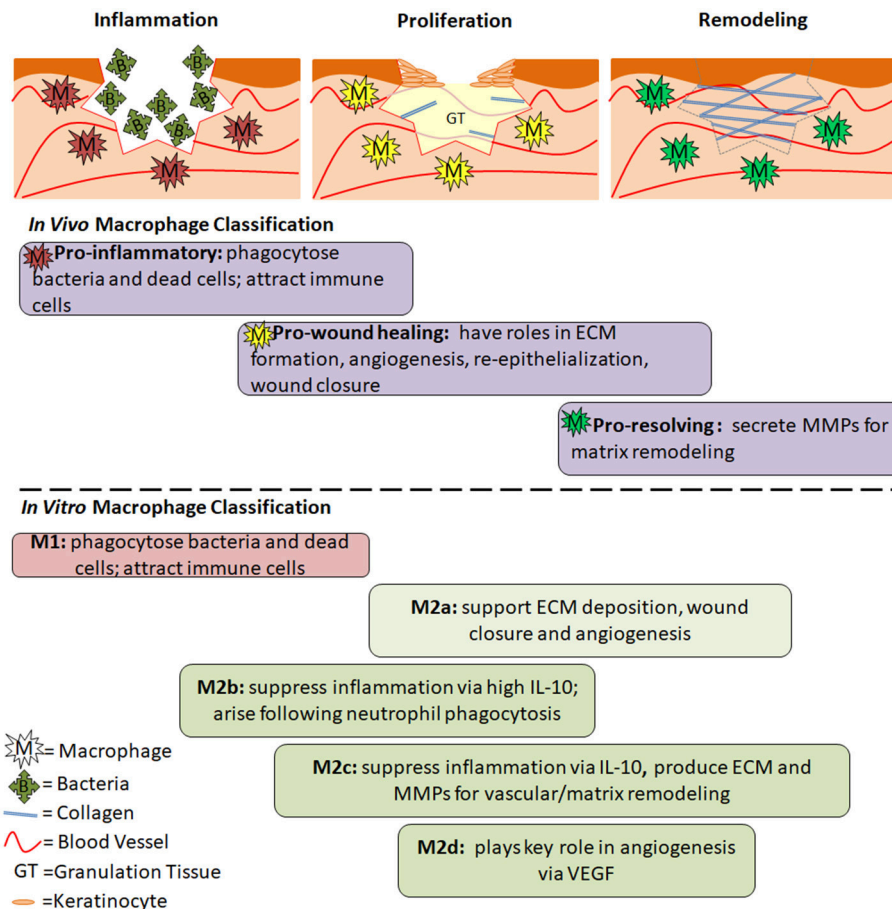 Inflammation
Proliferation
Remodeling
B
B
M
B
B
B
B
B
M
M
M
M
GT
M
M
M
M
M
M
M
M
In Vivo Macrophage Classification
M Pro-inflammatory: phagocytose
bacteria and dead cells; attract immune
cells
M Pro-wound healing: have roles in ECM
formation, angiogenesis, re-epithelialization,
wound closure
M Pro-resolving : secrete MMPs for
matrix remodeling
In Vitro Macrophage Classification
M1: phagocytose bacteria and dead
cells; attract immune cells
M2a: support ECM deposition, wound
closure and angiogenesis
M2b: suppress inflammation via high IL-10;
arise following neutrophil phagocytosis
M2c: suppress inflammation via IL-10, produce ECM and
MMPs for vascular/matrix remodeling
M2d: plays key role in angiogenesis
via VEGF
M = Macrophage
B = Bacteria
= Collagen
= Blood Vessel
GT =Granulation Tissue
=Keratinocyte